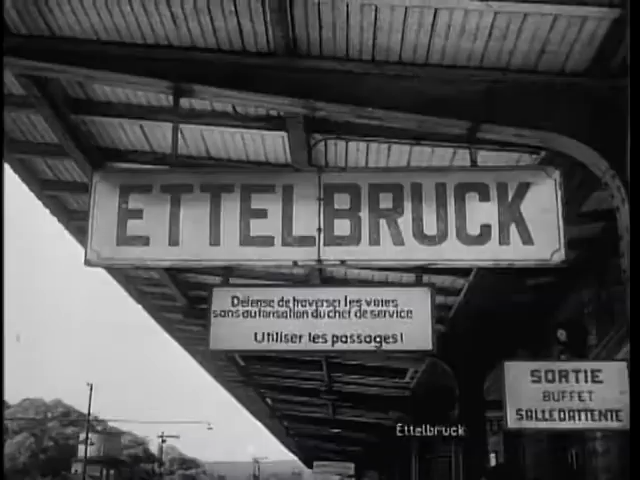 ETTELBRUCK
Défense de traverser les voies
sans autorisation du chef de service
Utiliser les passages!
SORTIE
BUFFET
SALLE D'ATTENTE
Ettelbruck